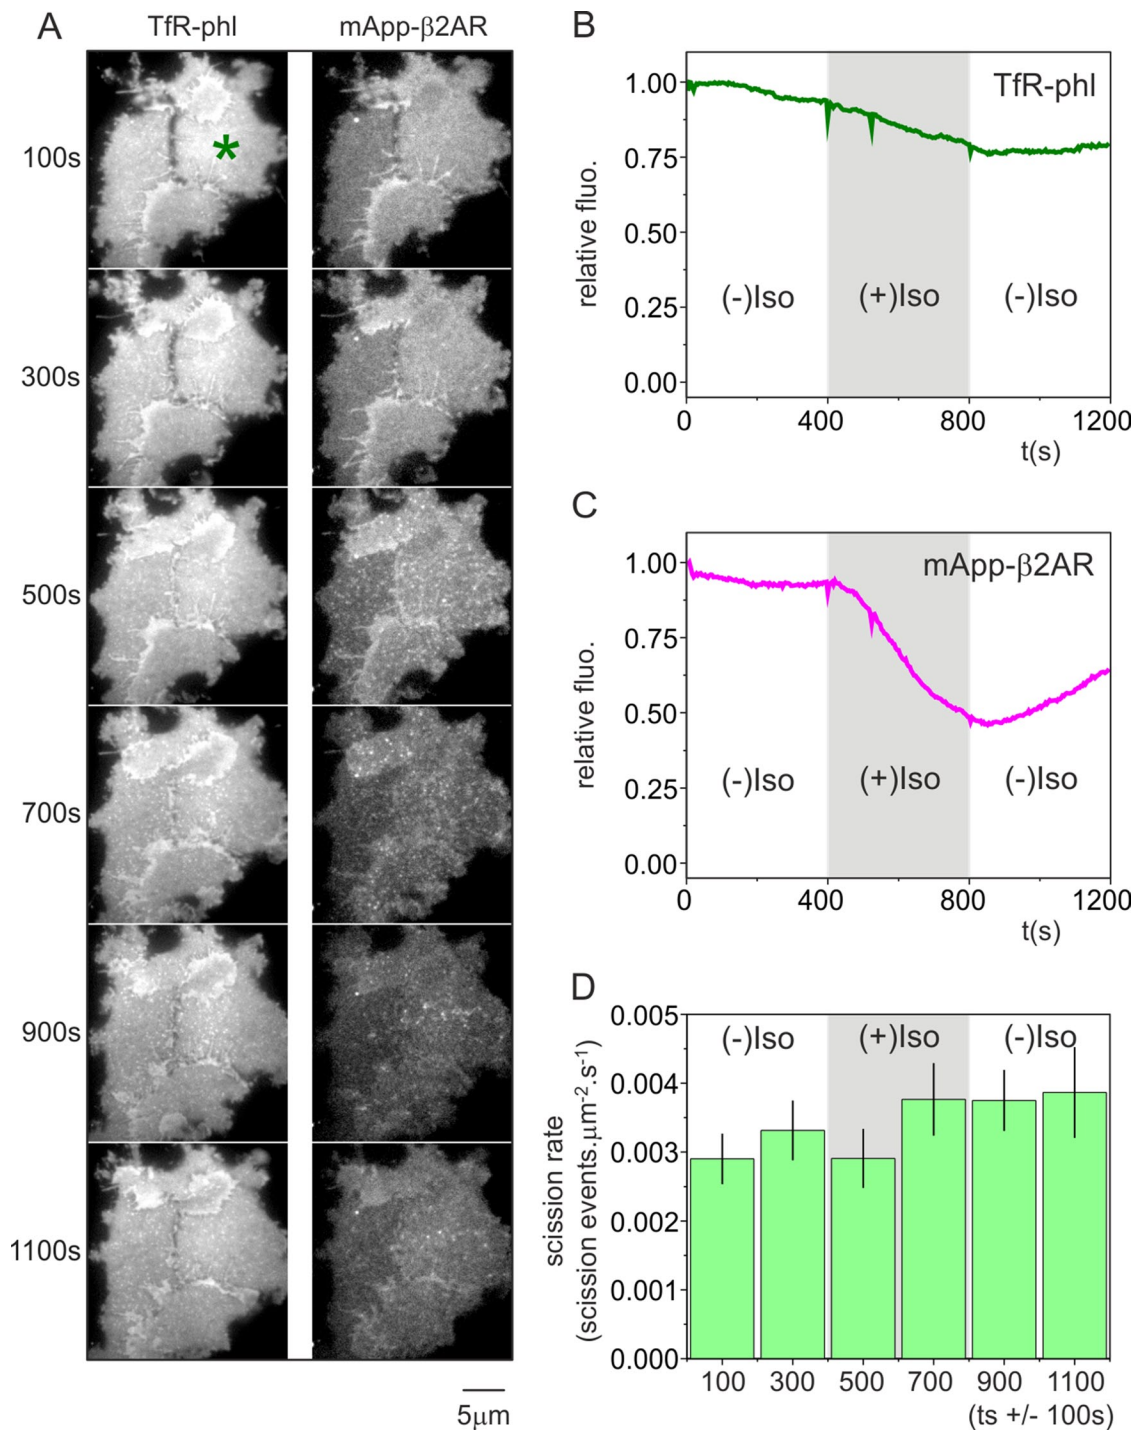 A
TfR-phl
mApp-β2AR
*
100s
300s
500s
700s
900s
1100s
5μm
B
TfR-phl
relative fluo.
1.00
0.75
0.50
0.25
0.00
(-)Iso
(+)Iso
(-)Iso
0
400
800
1200
t(s)
C
mApp-β2AR
relative fluo.
1.00
0.75
0.50
0.25
0.00
(-)Iso
(+)Iso
(-)Iso
0
400
800
1200
t(s)
D
scission rate
(scission events.μm⁻².s⁻¹)
0.005
0.004
0.003
0.002
0.001
0.000
(-)Iso
(+)Iso
(-)Iso
100
300
500
700
900
1100
(ts +/- 100s)